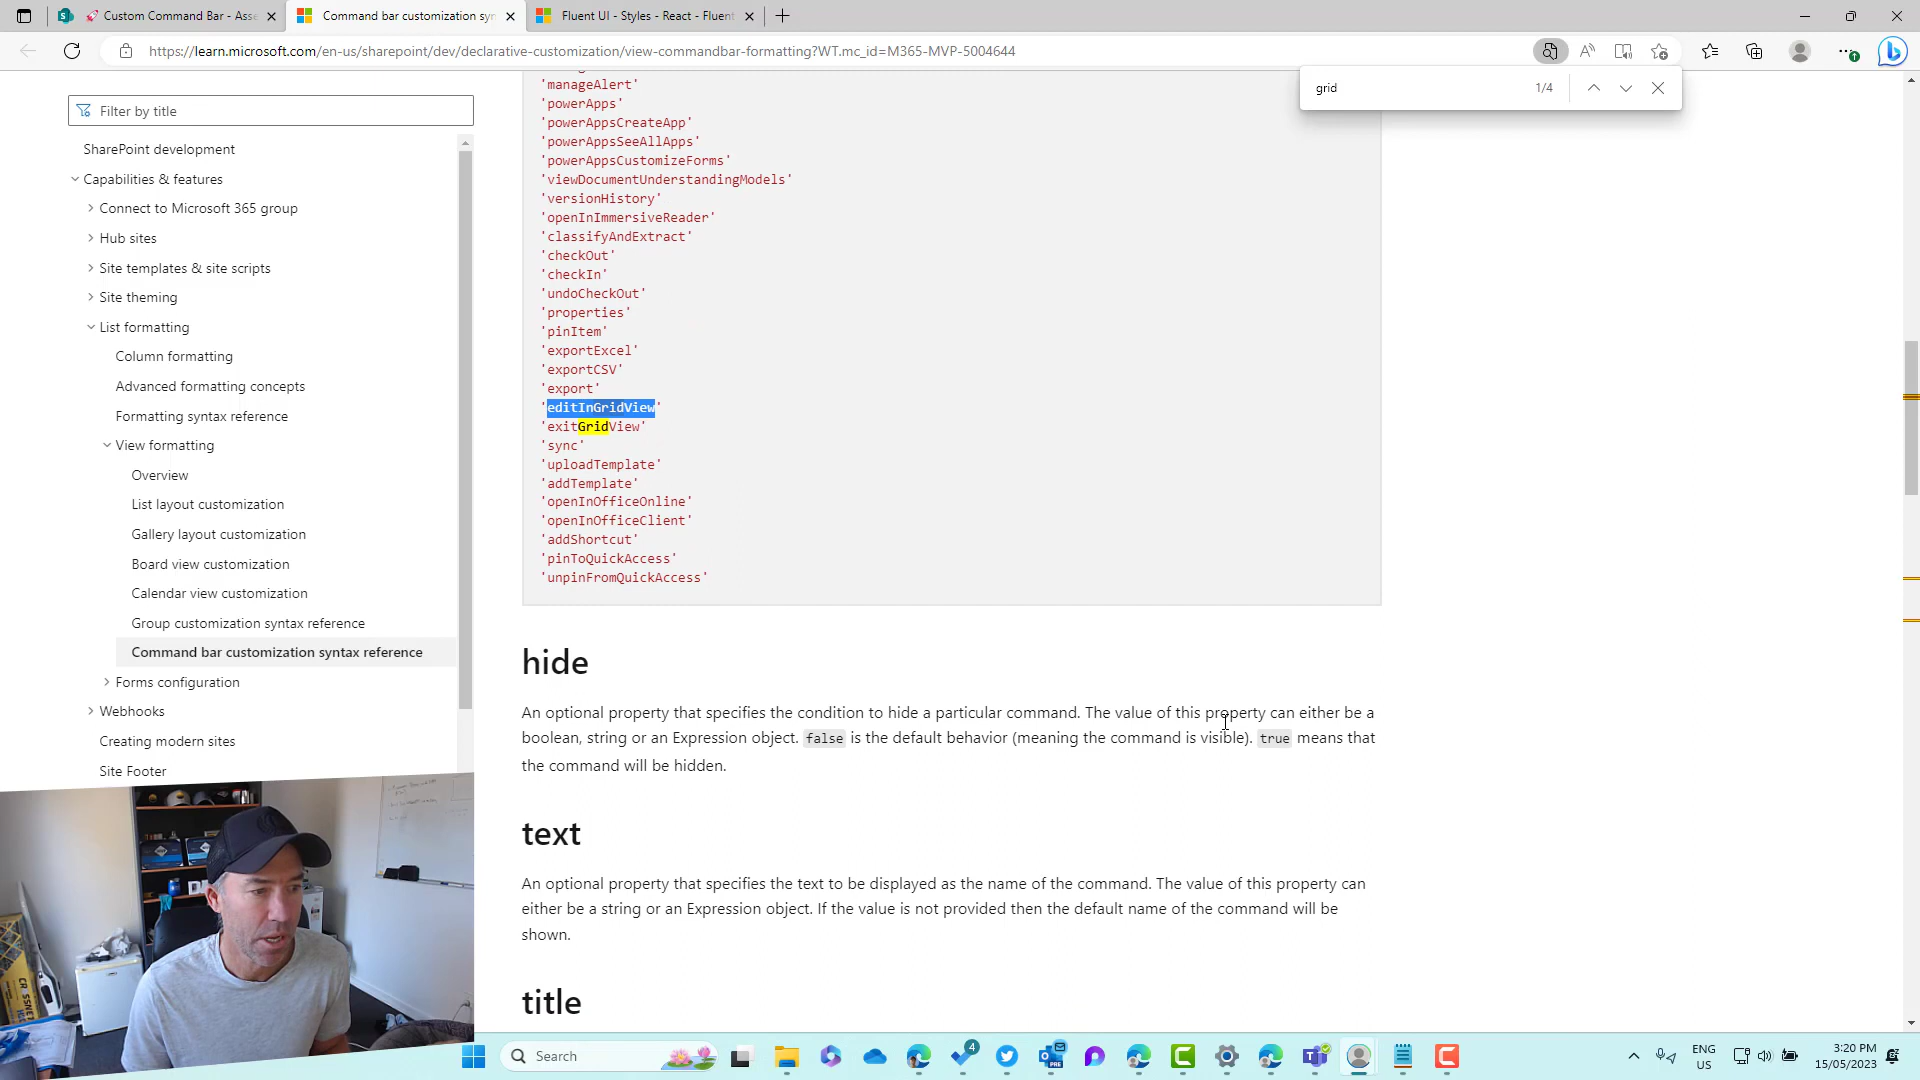 🚀 Custom Command Bar - Asse
Command bar customization syn
Fluent UI - Styles - React - Fluent
https://learn.microsoft.com/en-us/sharepoint/dev/declarative-customization/view-commandbar-formatting?WT.mc_id=M365-MVP-5004644
grid
1/4
Filter by title
SharePoint development
Capabilities & features
Connect to Microsoft 365 group
Hub sites
Site templates & site scripts
Site theming
List formatting
Column formatting
Advanced formatting concepts
Formatting syntax reference
View formatting
Overview
List layout customization
Gallery layout customization
Board view customization
Calendar view customization
Group customization syntax reference
Command bar customization syntax reference
Forms configuration
Webhooks
Creating modern sites
Site Footer
'manageAlert'
'powerApps'
'powerAppsCreateApp'
'powerAppsSeeAllApps'
'powerAppsCustomizeForms'
'viewDocumentUnderstandingModels'
'versionHistory'
'openInImmersiveReader'
'classifyAndExtract'
'checkOut'
'checkIn'
'undoCheckOut'
'properties'
'pinItem'
'exportExcel'
'exportCSV'
'export'
'editInGridView'
'exitGridView'
'sync'
'uploadTemplate'
'addTemplate'
'openInOfficeOnline'
'openInOfficeClient'
'addShortcut'
'pinToQuickAccess'
'unpinFromQuickAccess'
hide
An optional property that specifies the condition to hide a particular command. The value of this property can either be a
boolean, string or an Expression object. false is the default behavior (meaning the command is visible). true means that
the command will be hidden.
text
An optional property that specifies the text to be displayed as the name of the command. The value of this property can
either be a string or an Expression object. If the value is not provided then the default name of the command will be
shown.
title
Search
4
PRE
ENG
US
3:20 PM
15/05/2023